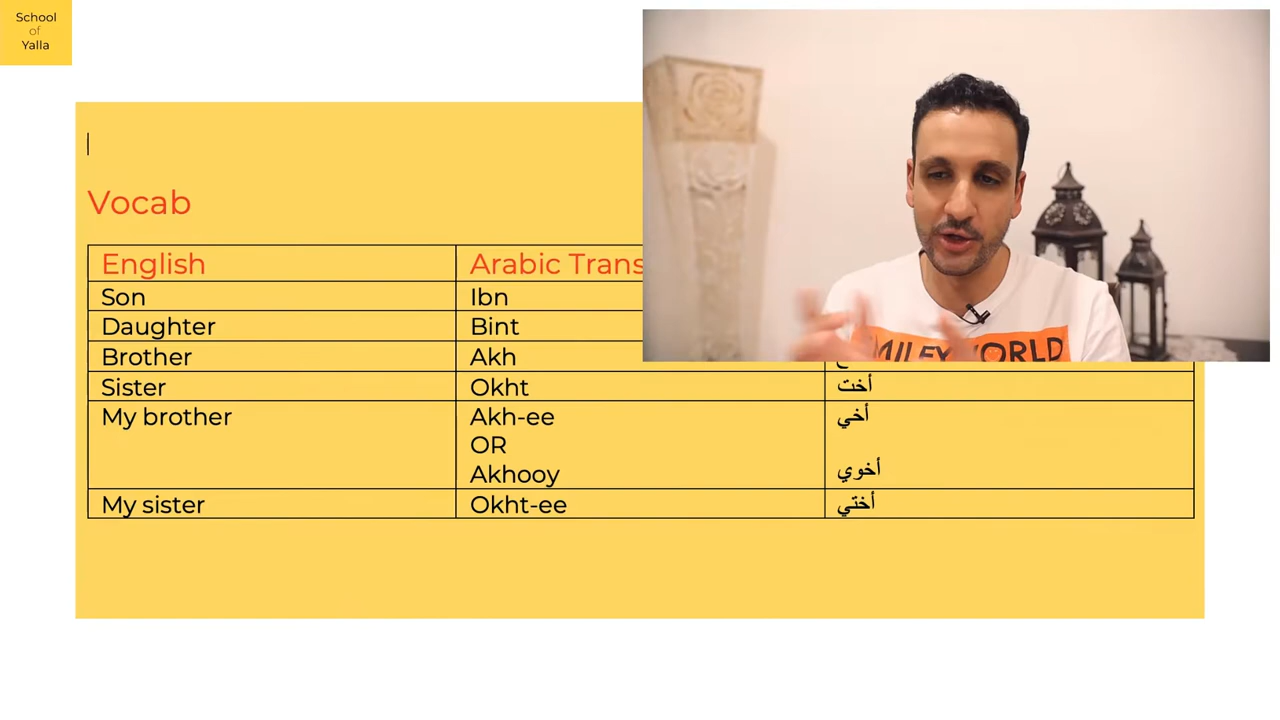 School
of
Yalla
Vocab
English Arabic Trans
Son Ibn
Daughter Bint
Brother Akh
Sister Okht أخت
My brother Akh-ee أخي
OR
Akhooy أخوي
My sister Okht-ee أختي
MILEY WORLD